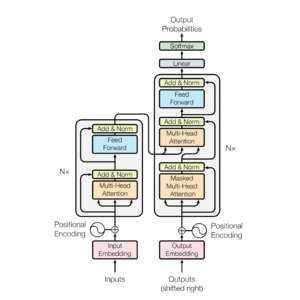 Output
Probabilities
Softmax
Linear
Add & Norm
Feed
Forward
Add & Norm
Multi-Head
Attention
Add & Norm
Masked
Multi-Head
Attention
N×
Add & Norm
Feed
Forward
Add & Norm
Multi-Head
Attention
N×
Positional
Encoding
Positional
Encoding
Input
Embedding
Output
Embedding
Inputs
Outputs
(shifted right)